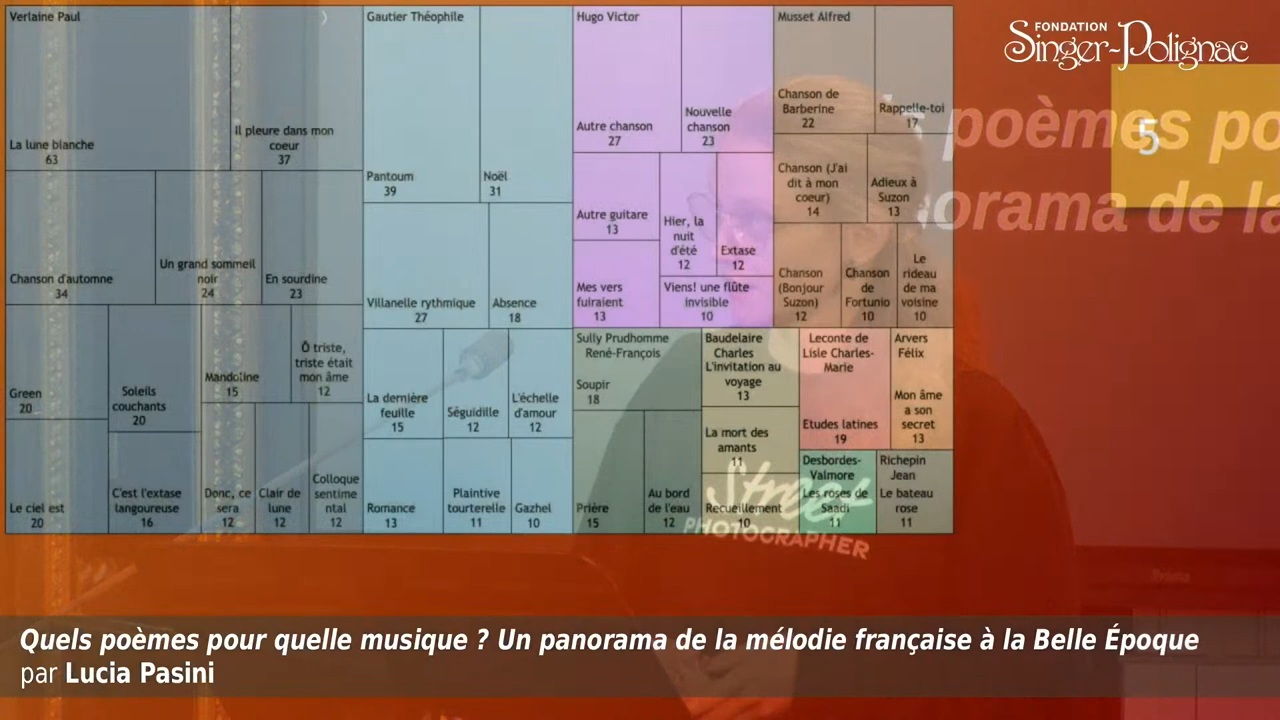 Verlaine Paul
La lune blanche
63
Il pleure dans mon
coeur
37
Chanson d'automne
34
Un grand sommeil
noir
24
En sourdine
23
Green
20
Soleils
couchants
20
Mandoline
15
Ô triste,
triste était
mon âme
12
Le ciel est
20
C'est l'extase
langoureuse
16
Donc, ce
sera
12
Clair de
lune
12
Colloque
sentime
ntal
12
Gautier Théophile
Pantoum
39
Noël
31
Villanelle rythmique
27
Absence
18
La dernière
feuille
15
Séguidille
12
L'échelle
d'amour
12
Romance
13
Plaintive
tourterelle
11
Gazhel
10
Hugo Victor
Autre chanson
27
Nouvelle
chanson
23
Autre guitare
13
Hier, la
nuit
d'été
12
Extase
12
Mes vers
fuiraient
13
Viens! une flûte
invisible
10
Musset Alfred
Chanson de
Barberine
22
Rappelle-toi
17
Chanson (J'ai
dit à mon
coeur)
14
Adieux à
Suzon
13
Chanson
(Bonjour
Suzon)
12
Chanson
de
Fortunio
10
Le
rideau
de ma
voisine
10
Sully Prudhomme
René-François
Soupir
18
Prière
15
Au bord
de l'eau
12
Baudelaire
Charles
L'invitation au
voyage
13
La mort des
amants
11
Recueillement
10
Leconte de
Lisle Charles-
Marie
Etudes latines
19
Arvers
Félix
Mon âme
a son
secret
13
Desbordes-
Valmore
Les roses de
Saadi
11
Richepin
Jean
Le bateau
rose
11
FONDATION
Singer-Polignac
5
poèmes po
orama de la
Street
PHOTOGRAPHER
Quels poèmes pour quelle musique ? Un panorama de la mélodie française à la Belle Époque
par Lucia Pasini